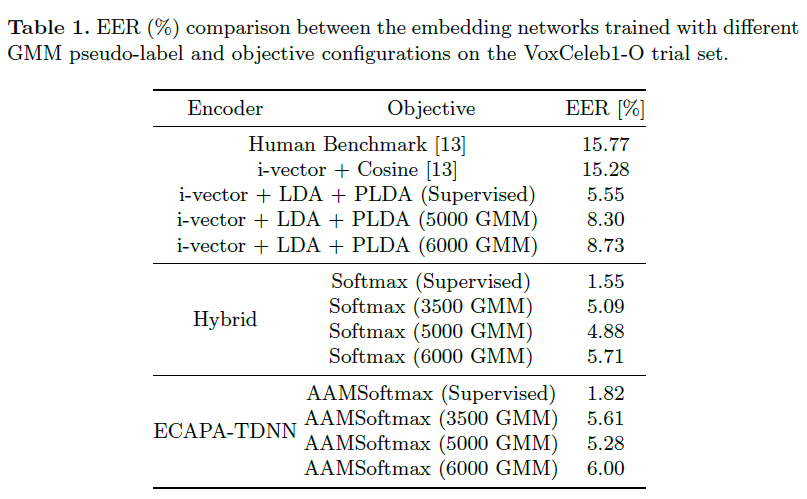 Table 1. EER (%) comparison between the embedding networks trained with different
GMM pseudo-label and objective configurations on the VoxCeleb1-O trial set.
Encoder Objective EER [%]
Human Benchmark [13] 15.77
i-vector + Cosine [13] 15.28
i-vector + LDA + PLDA (Supervised) 5.55
i-vector + LDA + PLDA (5000 GMM) 8.30
i-vector + LDA + PLDA (6000 GMM) 8.73
Hybrid
Softmax (Supervised) 1.55
Softmax (3500 GMM) 5.09
Softmax (5000 GMM) 4.88
Softmax (6000 GMM) 5.71
ECAPA-TDNN
AAMSoftmax (Supervised) 1.82
AAMSoftmax (3500 GMM) 5.61
AAMSoftmax (5000 GMM) 5.28
AAMSoftmax (6000 GMM) 6.00